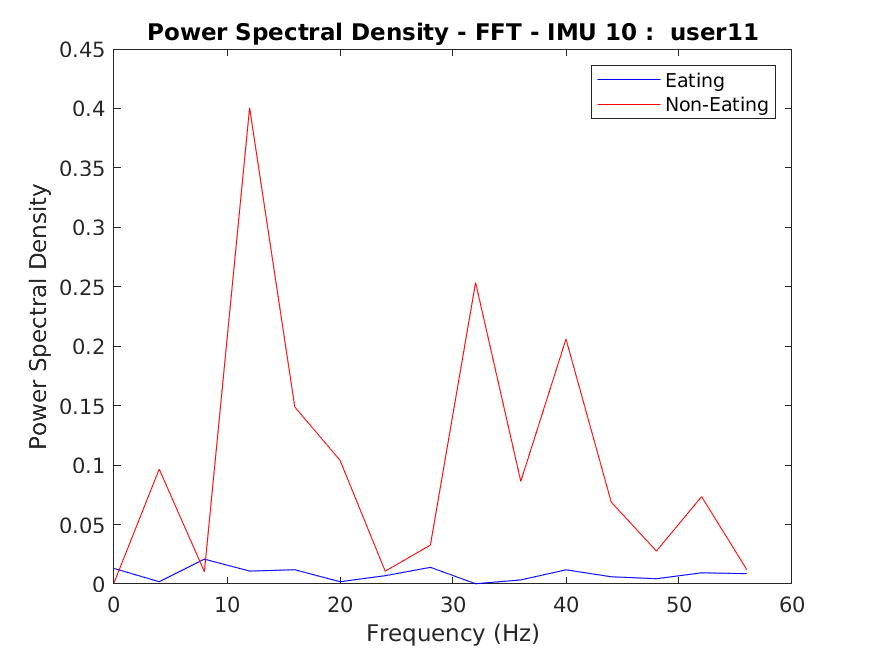 Power Spectral Density - FFT - IMU 10 :  user11
Eating
Non-Eating
Power Spectral Density
0.45
0.4
0.35
0.3
0.25
0.2
0.15
0.1
0.05
0
0 10 20 30 40 50 60
Frequency (Hz)